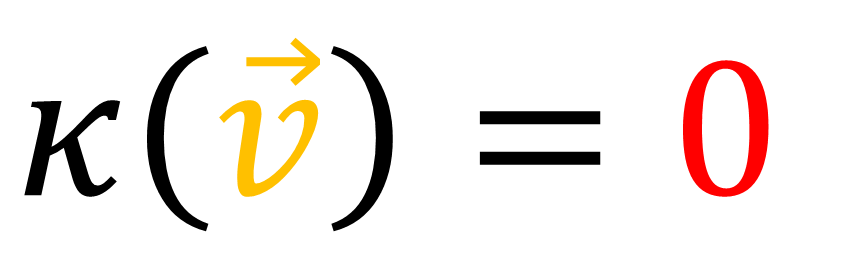 κ(v⃗) = 0